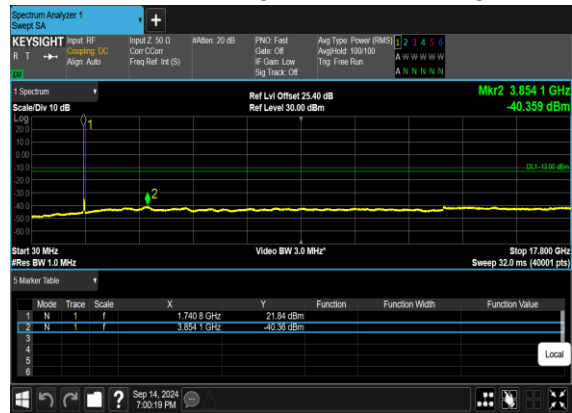 Spectrum Analyzer 1
Swept SA
+
KEYSIGHT Input: RF Input Z: 50 Ω #Atten: 20 dB PNO: Fast Avg Type: Power (RMS) 1 2 3 4 5 6
R T Coupling: DC Corr CCorr Gate: Off Avg|Hold: 100/100 A W W W W W
Align: Auto Freq Ref: Int (S) IF Gain: Low Trig: Free Run
Sig Track: Off A N N N N N
1 Spectrum
Ref Lvl Offset 25.40 dB Mkr2 3.854 1 GHz
Scale/Div 10 dB Ref Level 30.00 dBm -40.359 dBm
Log
1
20.0
10.0
0.00
-10.0
DL1 -13.00 dBm
-20.0
-30.0
2
-40.0
-50.0
-60.0
Start 30 MHz Video BW 3.0 MHz* Stop 17.800 GHz
#Res BW 1.0 MHz Sweep 32.0 ms (40001 pts)
5 Marker Table
Mode Trace Scale X Y Function Function Width Function Value
1 N 1 f 1.740 8 GHz 21.84 dBm
2 N 1 f 3.854 1 GHz -40.36 dBm
3
4
5
6
Local
? Sep 14, 2024
7:00:19 PM